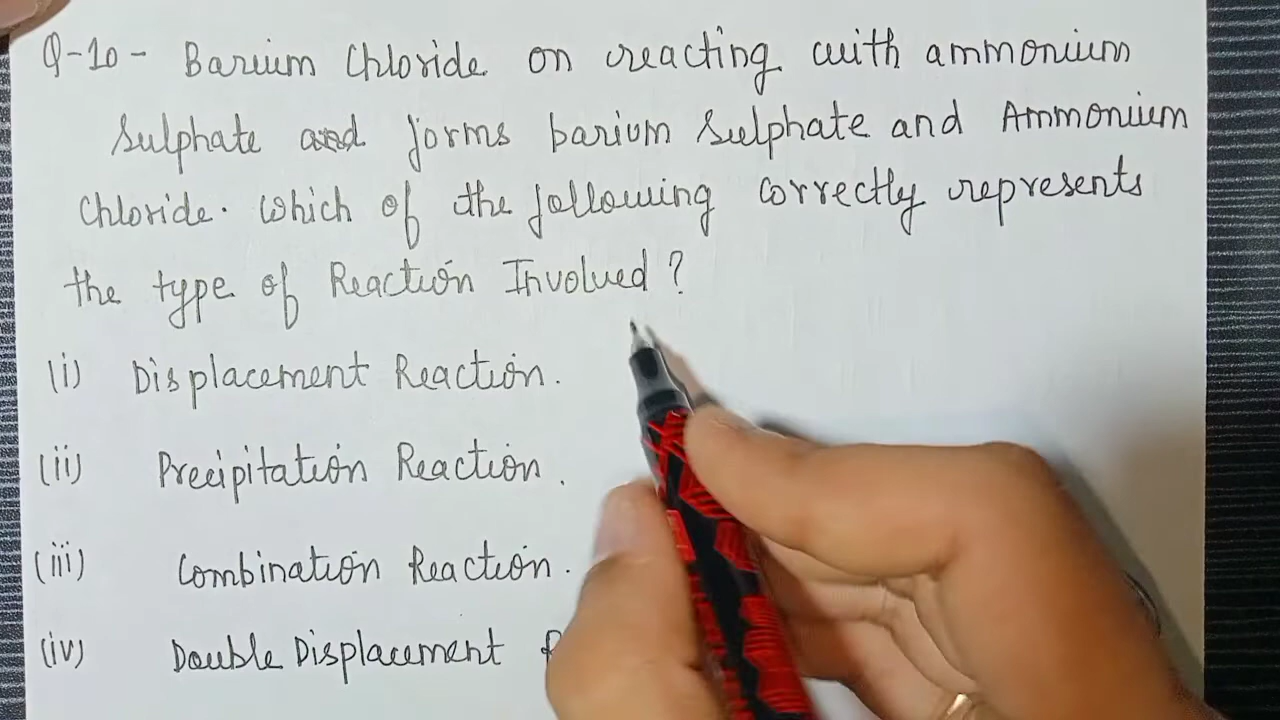 Q-10- Barium Chloride on reacting with ammonium
Sulphate and forms barium Sulphate and Ammonium
Chloride. Which of the following correctly represents
the type of Reaction Involved?
(i) Displacement Reaction.
(ii) Precipitation Reaction.
(iii) Combination Reaction.
(iv) Double Displacement